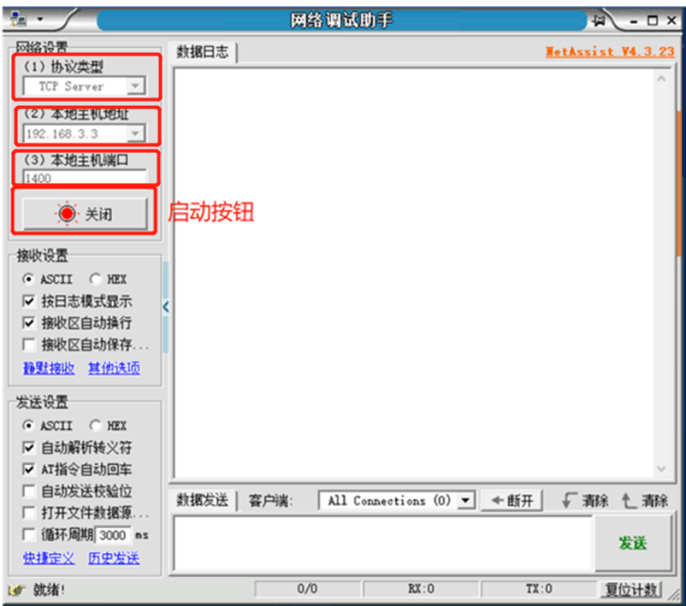 网络调试助手
网络设置
(1) 协议类型
TCP Server
(2) 本地主机地址
192.168.3.3
(3) 本地主机端口
1400
关闭
启动按钮
接收设置
ASCII HEX
按日志模式显示
接收区自动换行
接收区自动保存...
静默接收 其他选项
发送设置
ASCII HEX
自动解析转义符
AT指令自动回车
自动发送校验位
打开文件数据源...
循环周期 3000 ms
快捷定义 历史发送
数据日志
NetAssist V4.3.23
数据发送 客户端: All Connections (0) 断开 清除 清除
发送
就绪! 0/0 RX:0 TX:0 复位计数